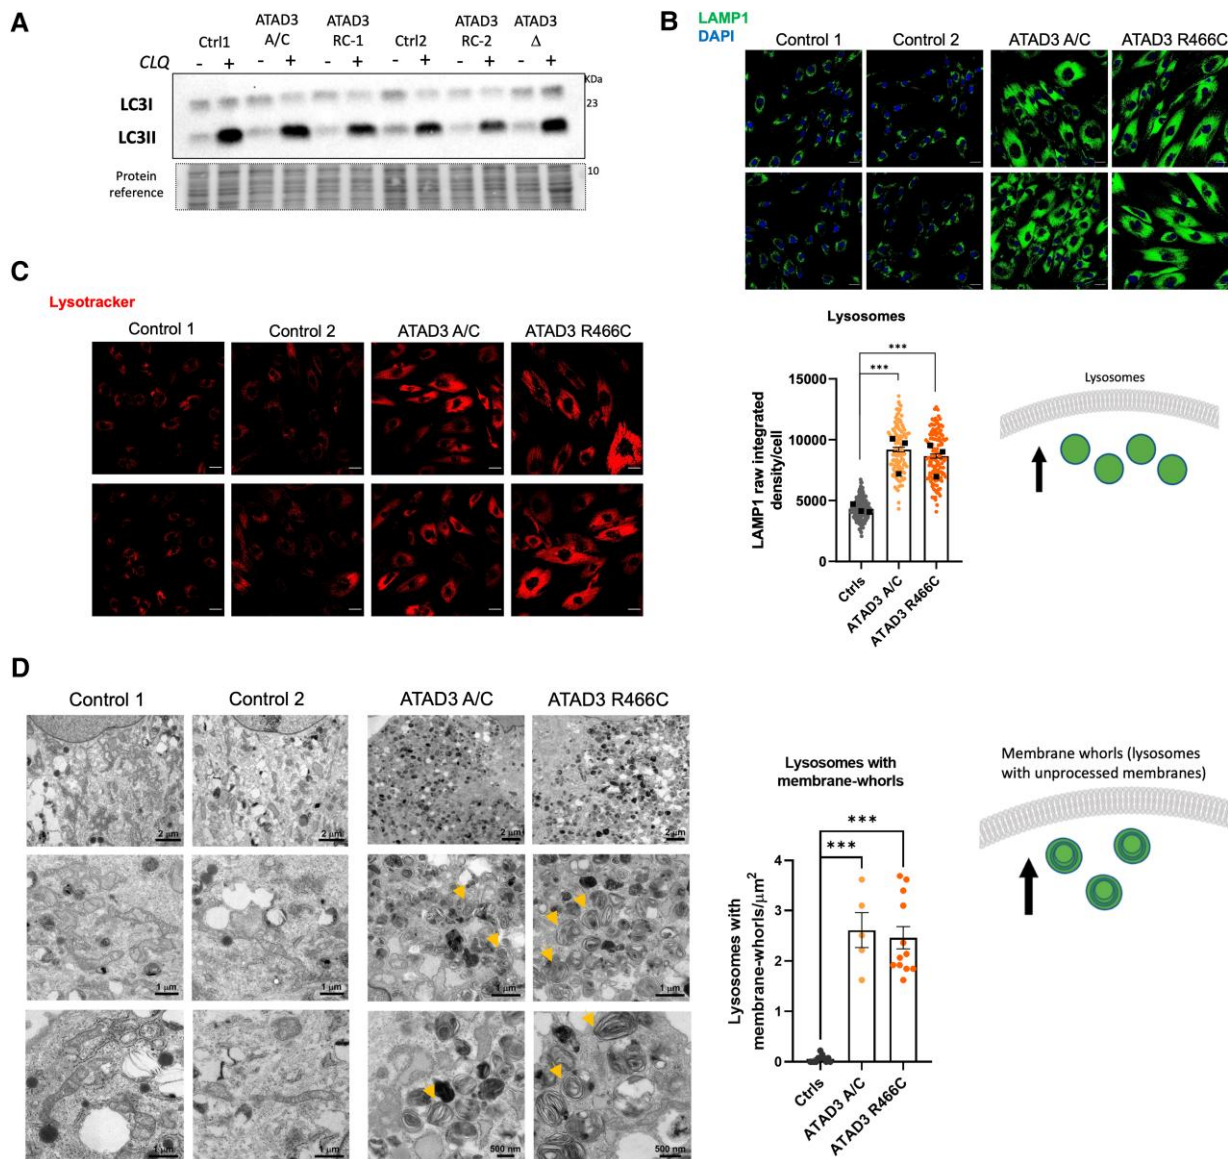 A
Ctrl1
ATAD3
A/C
ATAD3
RC-1
Ctrl2
ATAD3
RC-2
ATAD3
Δ
CLQ - + - + - + - + - + - +
KDa
LC3I
23
LC3II
Protein
reference
10
B
LAMP1
DAPI
Control 1 Control 2 ATAD3 A/C ATAD3 R466C
Lysosomes
***
***
LAMP1 raw integrated
density/cell
15000
10000
5000
0
Ctrls
ATAD3 A/C
ATAD3 R466C
Lysosomes
C
Lysotracker
Control 1 Control 2 ATAD3 A/C ATAD3 R466C
D
Control 1 Control 2 ATAD3 A/C ATAD3 R466C
2 μm 2 μm 2 μm 2 μm
1 μm 1 μm 1 μm 1 μm
1 μm 1 μm 500 nm 500 nm
Lysosomes with
membrane-whorls
***
***
Lysosomes with
membrane-whorls/μm²
4
3
2
1
0
Ctrls
ATAD3 A/C
ATAD3 R466C
Membrane whorls (lysosomes
with unprocessed membranes)